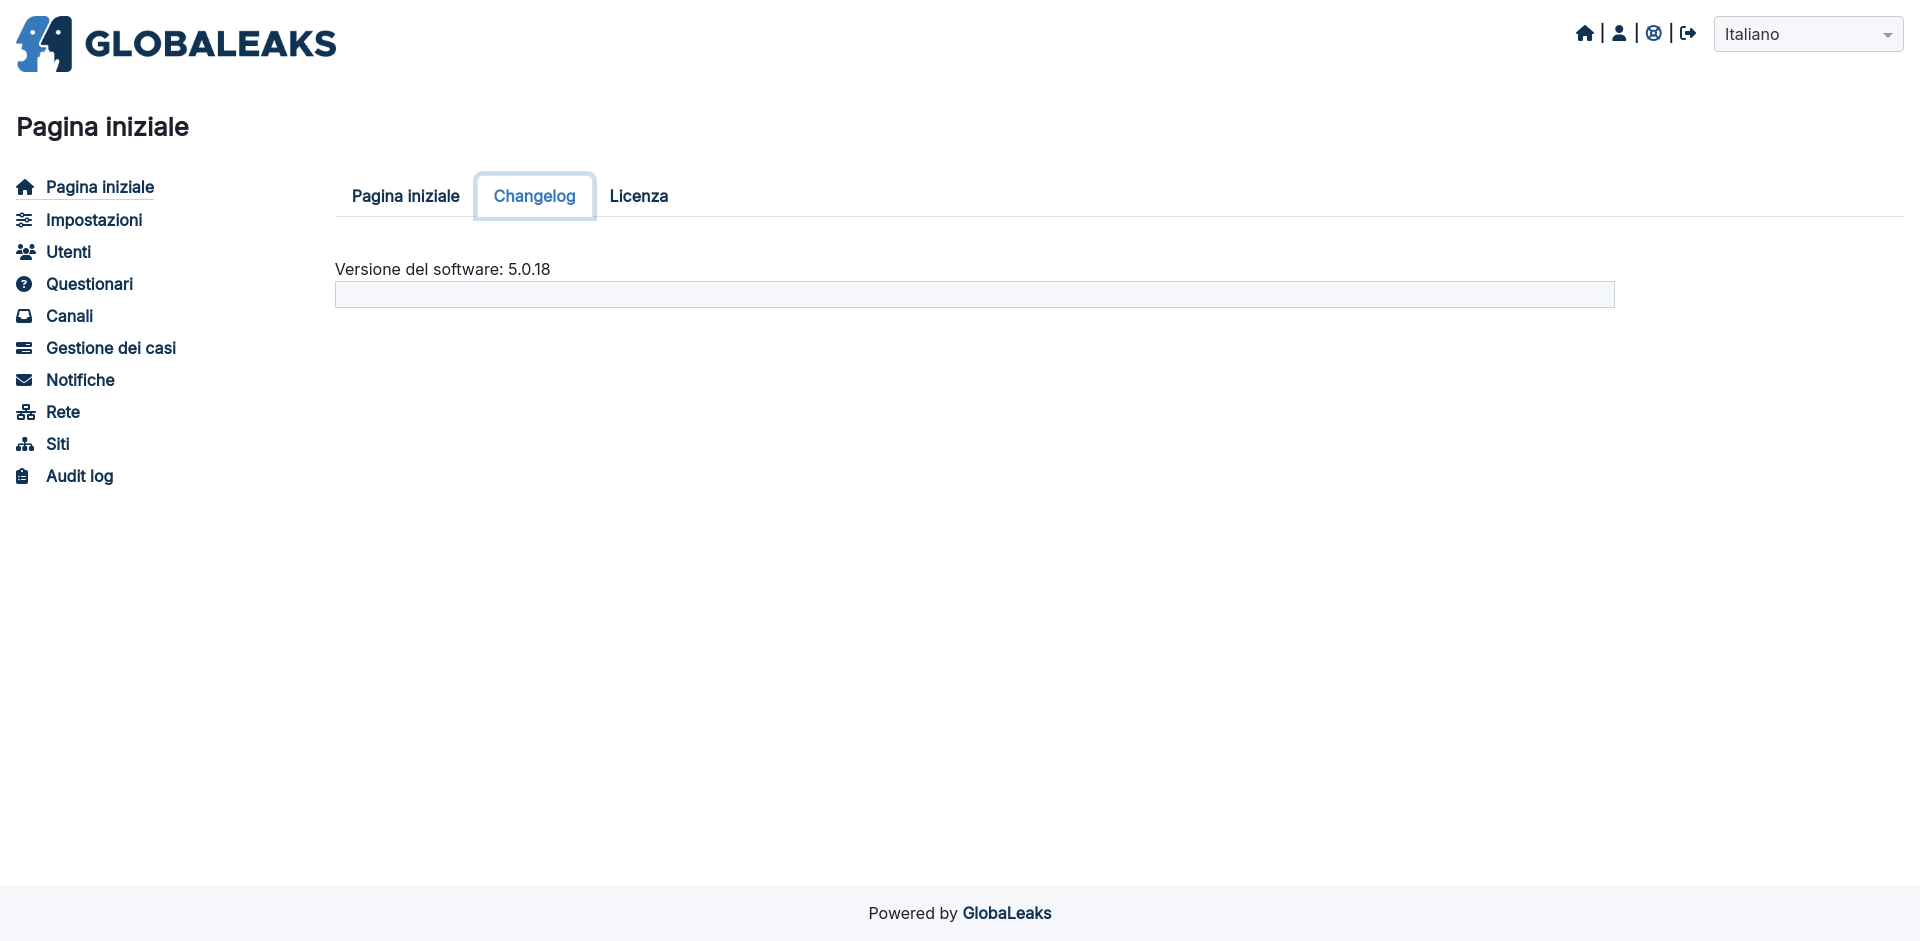 GLOBALEAKS
Italiano
Pagina iniziale
Pagina iniziale
Impostazioni
Utenti
Questionari
Canali
Gestione dei casi
Notifiche
Rete
Siti
Audit log
Pagina iniziale Changelog Licenza
Versione del software: 5.0.18
Powered by GlobaLeaks